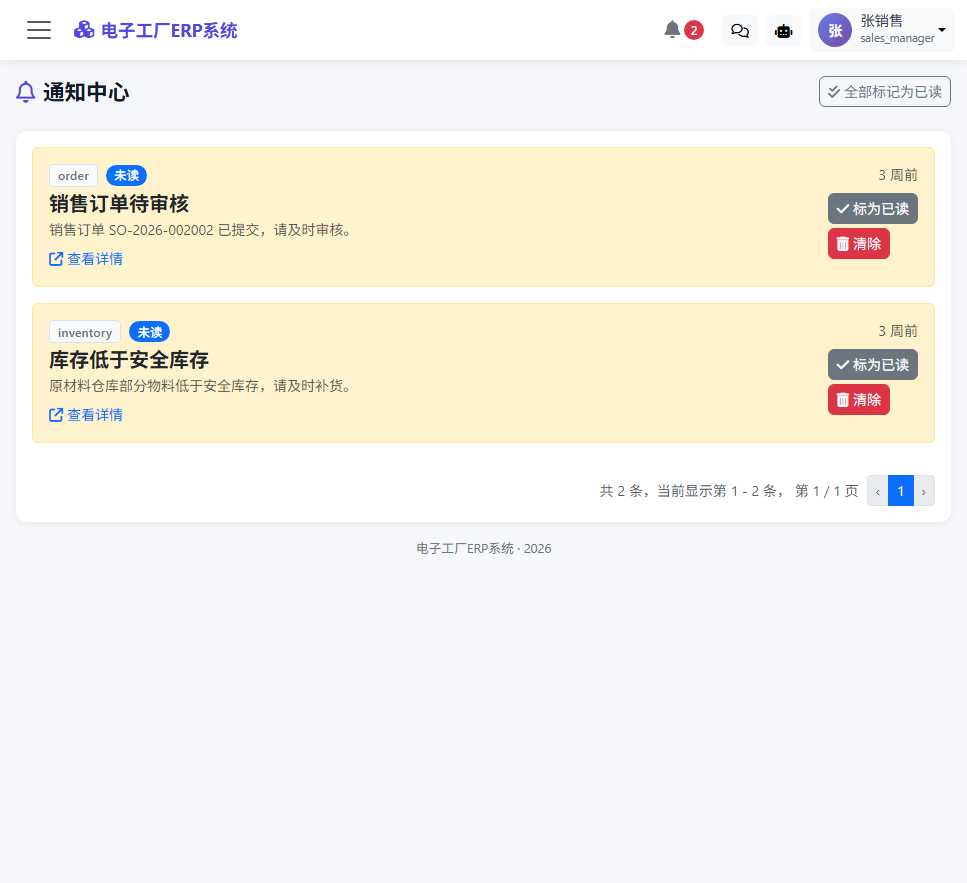 电子工厂ERP系统
2
张
张销售
sales_manager
通知中心
全部标记为已读
order
未读
3 周前
销售订单待审核
标为已读
销售订单 SO-2026-002002 已提交，请及时审核。
清除
查看详情
inventory
未读
3 周前
库存低于安全库存
标为已读
原材料仓库部分物料低于安全库存，请及时补货。
清除
查看详情
共 2 条，当前显示第 1 - 2 条， 第 1 / 1 页
‹ 1 ›
电子工厂ERP系统 · 2026